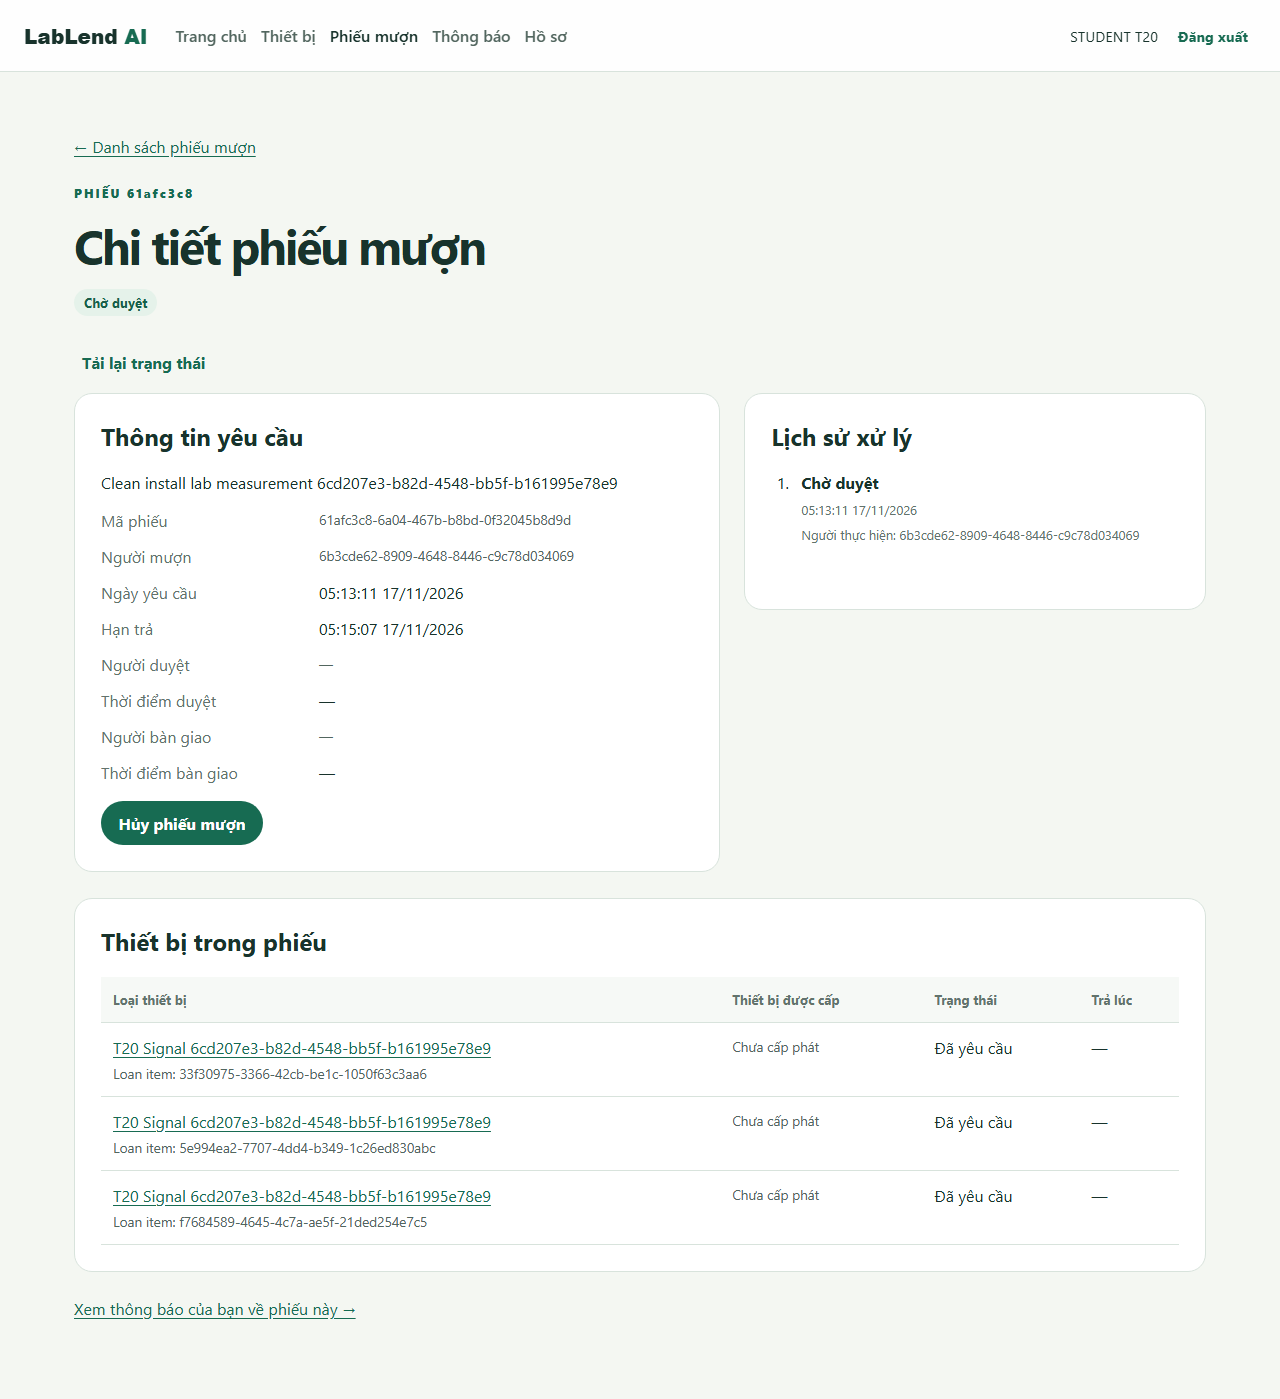 LabLend AI
Trang chủ Thiết bị Phiếu mượn Thông báo Hồ sơ
STUDENT T20 Đăng xuất
← Danh sách phiếu mượn
PHIẾU 61afc3c8
Chi tiết phiếu mượn
Chờ duyệt
Tải lại trạng thái
Thông tin yêu cầu
Clean install lab measurement 6cd207e3-b82d-4548-bb5f-b161995e78e9
Mã phiếu 61afc3c8-6a04-467b-b8bd-0f32045b8d9d
Người mượn 6b3cde62-8909-4648-8446-c9c78d034069
Ngày yêu cầu 05:13:11 17/11/2026
Hạn trả 05:15:07 17/11/2026
Người duyệt —
Thời điểm duyệt —
Người bàn giao —
Thời điểm bàn giao —
Hủy phiếu mượn
Lịch sử xử lý
1. Chờ duyệt
05:13:11 17/11/2026
Người thực hiện: 6b3cde62-8909-4648-8446-c9c78d034069
Thiết bị trong phiếu
Loại thiết bị Thiết bị được cấp Trạng thái Trả lúc
T20 Signal 6cd207e3-b82d-4548-bb5f-b161995e78e9 Chưa cấp phát Đã yêu cầu —
Loan item: 33f30975-3366-42cb-be1c-1050f63c3aa6
T20 Signal 6cd207e3-b82d-4548-bb5f-b161995e78e9 Chưa cấp phát Đã yêu cầu —
Loan item: 5e994ea2-7707-4dd4-b349-1c26ed830abc
T20 Signal 6cd207e3-b82d-4548-bb5f-b161995e78e9 Chưa cấp phát Đã yêu cầu —
Loan item: f7684589-4645-4c7a-ae5f-21ded254e7c5
Xem thông báo của bạn về phiếu này →